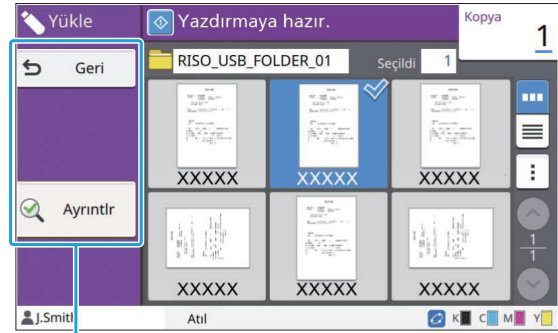 Yükle
Yazdırmaya hazır.
Kopya
1
Geri
RISO_USB_FOLDER_01
Seçildi
1
XXXXX
XXXXX
XXXXX
Ayrıntlr
1
1
XXXXX
XXXXX
XXXXX
J.Smith
Atıl
K C M Y